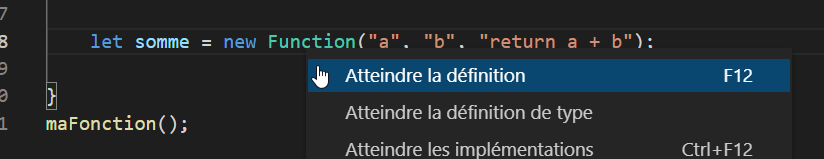 7
8 let somme = new Function("a", "b", "return a + b");
9
Atteindre la définition F12
0 }
Atteindre la définition de type
1 maFonction();
Atteindre les implémentations Ctrl+F12